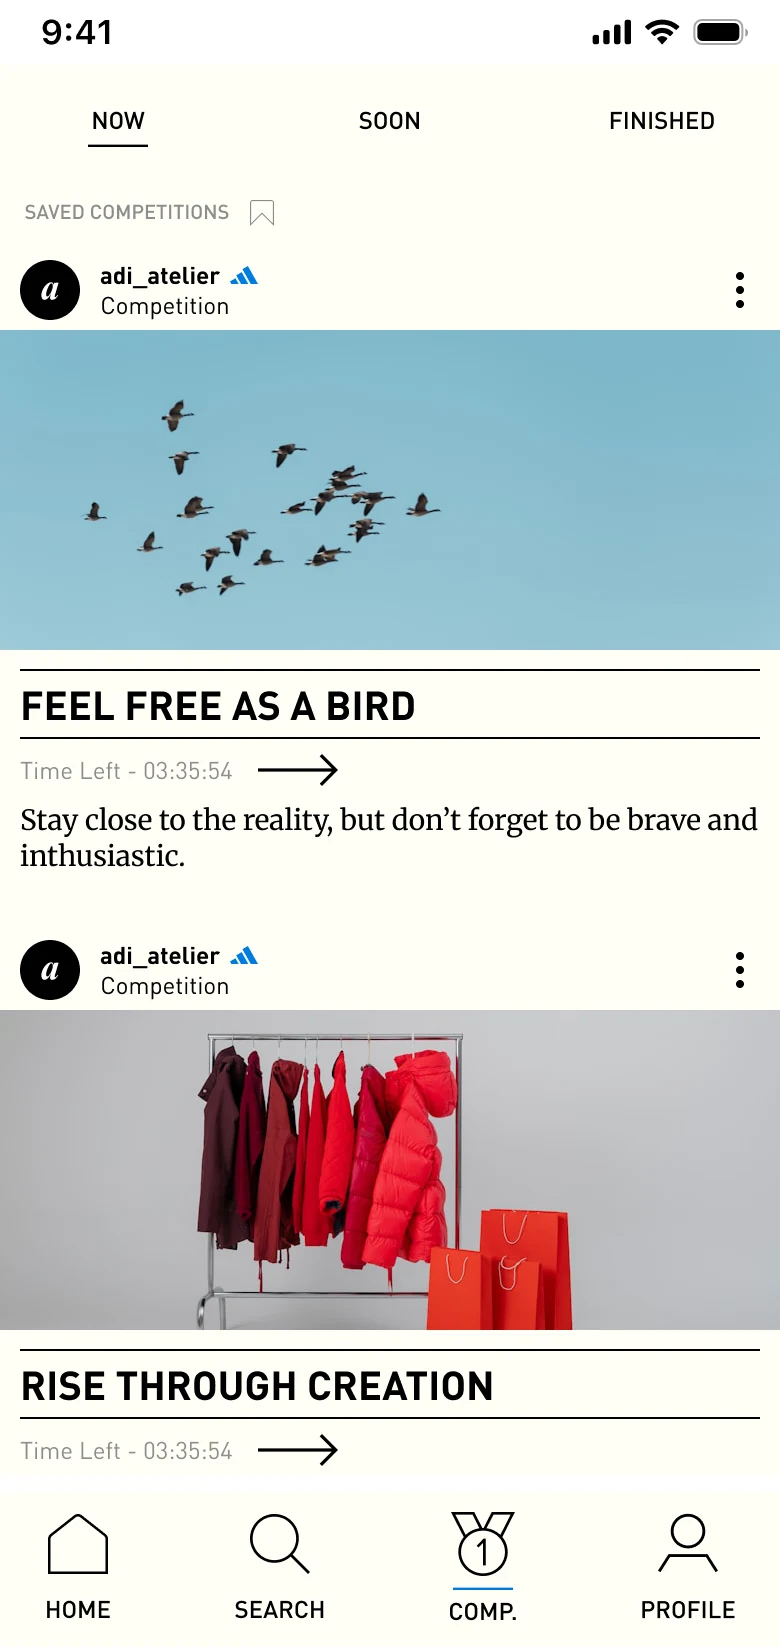 9:41
NOW
SOON
FINISHED
SAVED COMPETITIONS
a
adi_atelier
Competition
FEEL FREE AS A BIRD
Time Left - 03:35:54
Stay close to the reality, but don’t forget to be brave and
inthusiastic.
a
adi_atelier
Competition
RISE THROUGH CREATION
Time Left - 03:35:54
1
HOME
SEARCH
COMP.
PROFILE